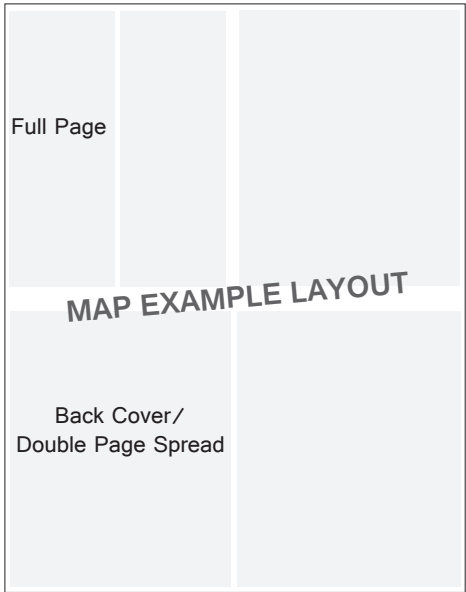 Full Page
MAP EXAMPLE LAYOUT
Back Cover/
Double Page Spread